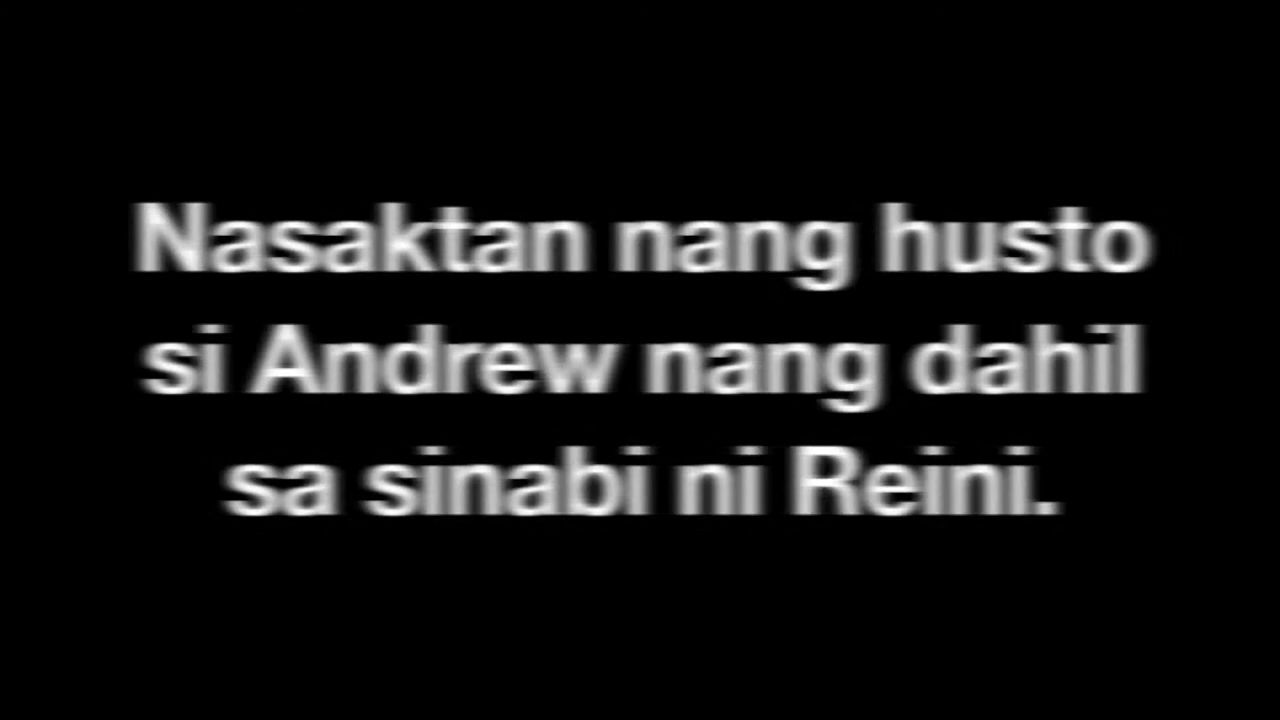 Nasaktan nang husto
si Andrew nang dahil
sa sinabi ni Reini.